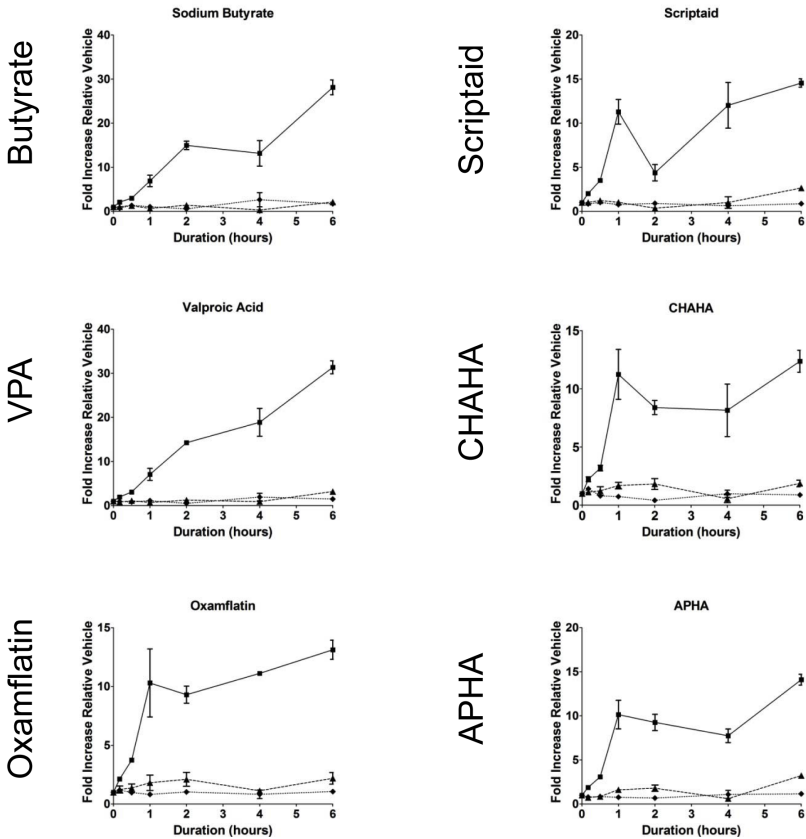 Butyrate
Sodium Butyrate
Fold Increase Relative Vehicle
40
30
20
10
0
0 1 2 3 4 5 6
Duration (hours)
Scriptaid
Scriptaid
Fold Increase Relative Vehicle
20
15
10
5
0
0 1 2 3 4 5 6
Duration (hours)
VPA
Valproic Acid
Fold Increase Relative Vehicle
40
30
20
10
0
0 1 2 3 4 5 6
Duration (hours)
CHAHA
CHAHA
Fold Increase Relative Vehicle
15
10
5
0
0 1 2 3 4 5 6
Duration (hours)
Oxamflatin
Oxamflatin
Fold Increase Relative Vehicle
15
10
5
0
0 1 2 3 4 5 6
Duration (hours)
APHA
APHA
Fold Increase Relative Vehicle
20
15
10
5
0
0 1 2 3 4 5 6
Duration (hours)